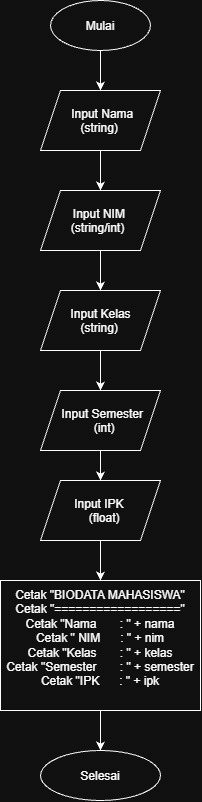 Mulai
Input Nama
(string)
Input NIM
(string/int)
Input Kelas
(string)
Input Semester
(int)
Input IPK
(float)
Cetak "BIODATA MAHASISWA"
Cetak "=================="
Cetak "Nama : " + nama
Cetak " NIM : " + nim
Cetak "Kelas : " + kelas
Cetak "Semester : " + semester
Cetak "IPK : " + ipk
Selesai